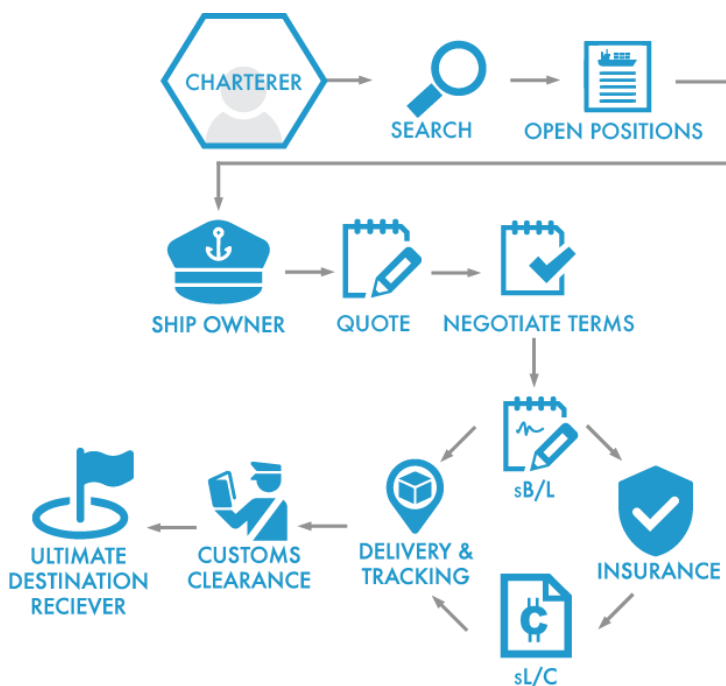 CHARTERER
SEARCH
OPEN POSITIONS
SHIP OWNER
QUOTE
NEGOTIATE TERMS
sB/L
INSURANCE
sL/C
DELIVERY &
TRACKING
CUSTOMS
CLEARANCE
ULTIMATE
DESTINATION
RECIEVER